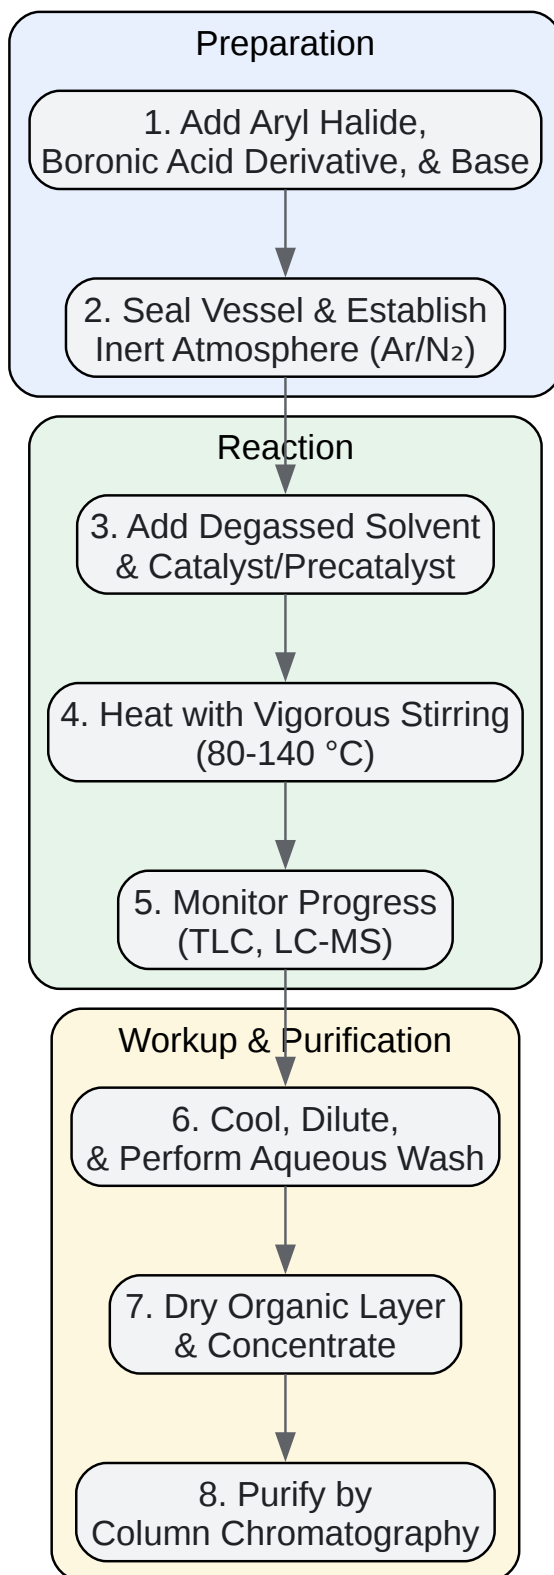 Preparation
1. Add Aryl Halide,
Boronic Acid Derivative, & Base
2. Seal Vessel & Establish
Inert Atmosphere (Ar/N₂)
Reaction
3. Add Degassed Solvent
& Catalyst/Precatalyst
4. Heat with Vigorous Stirring
(80-140 °C)
5. Monitor Progress
(TLC, LC-MS)
Workup & Purification
6. Cool, Dilute,
& Perform Aqueous Wash
7. Dry Organic Layer
& Concentrate
8. Purify by
Column Chromatography